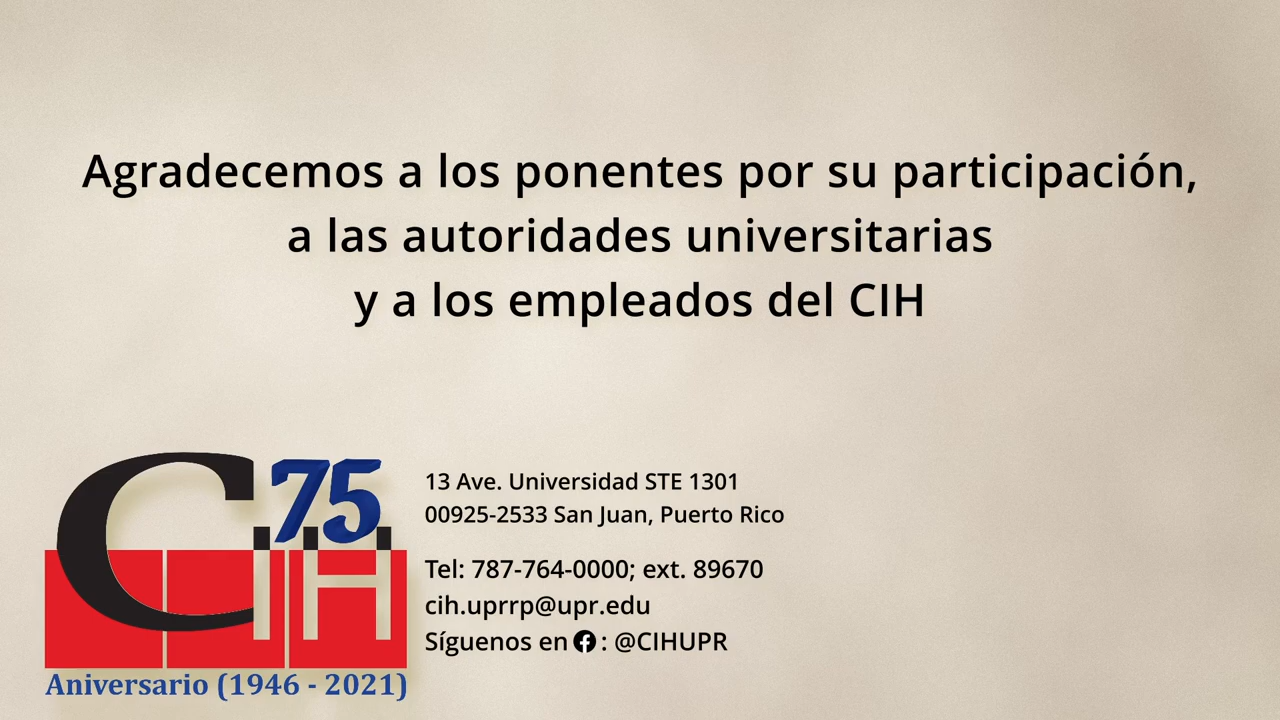 Agradecemos a los ponentes por su participación,
a las autoridades universitarias
y a los empleados del CIH
CIH 75
Aniversario (1946 - 2021)
13 Ave. Universidad STE 1301
00925-2533 San Juan, Puerto Rico
Tel: 787-764-0000; ext. 89670
cih.uprrp@upr.edu
Síguenos en : @CIHUPR